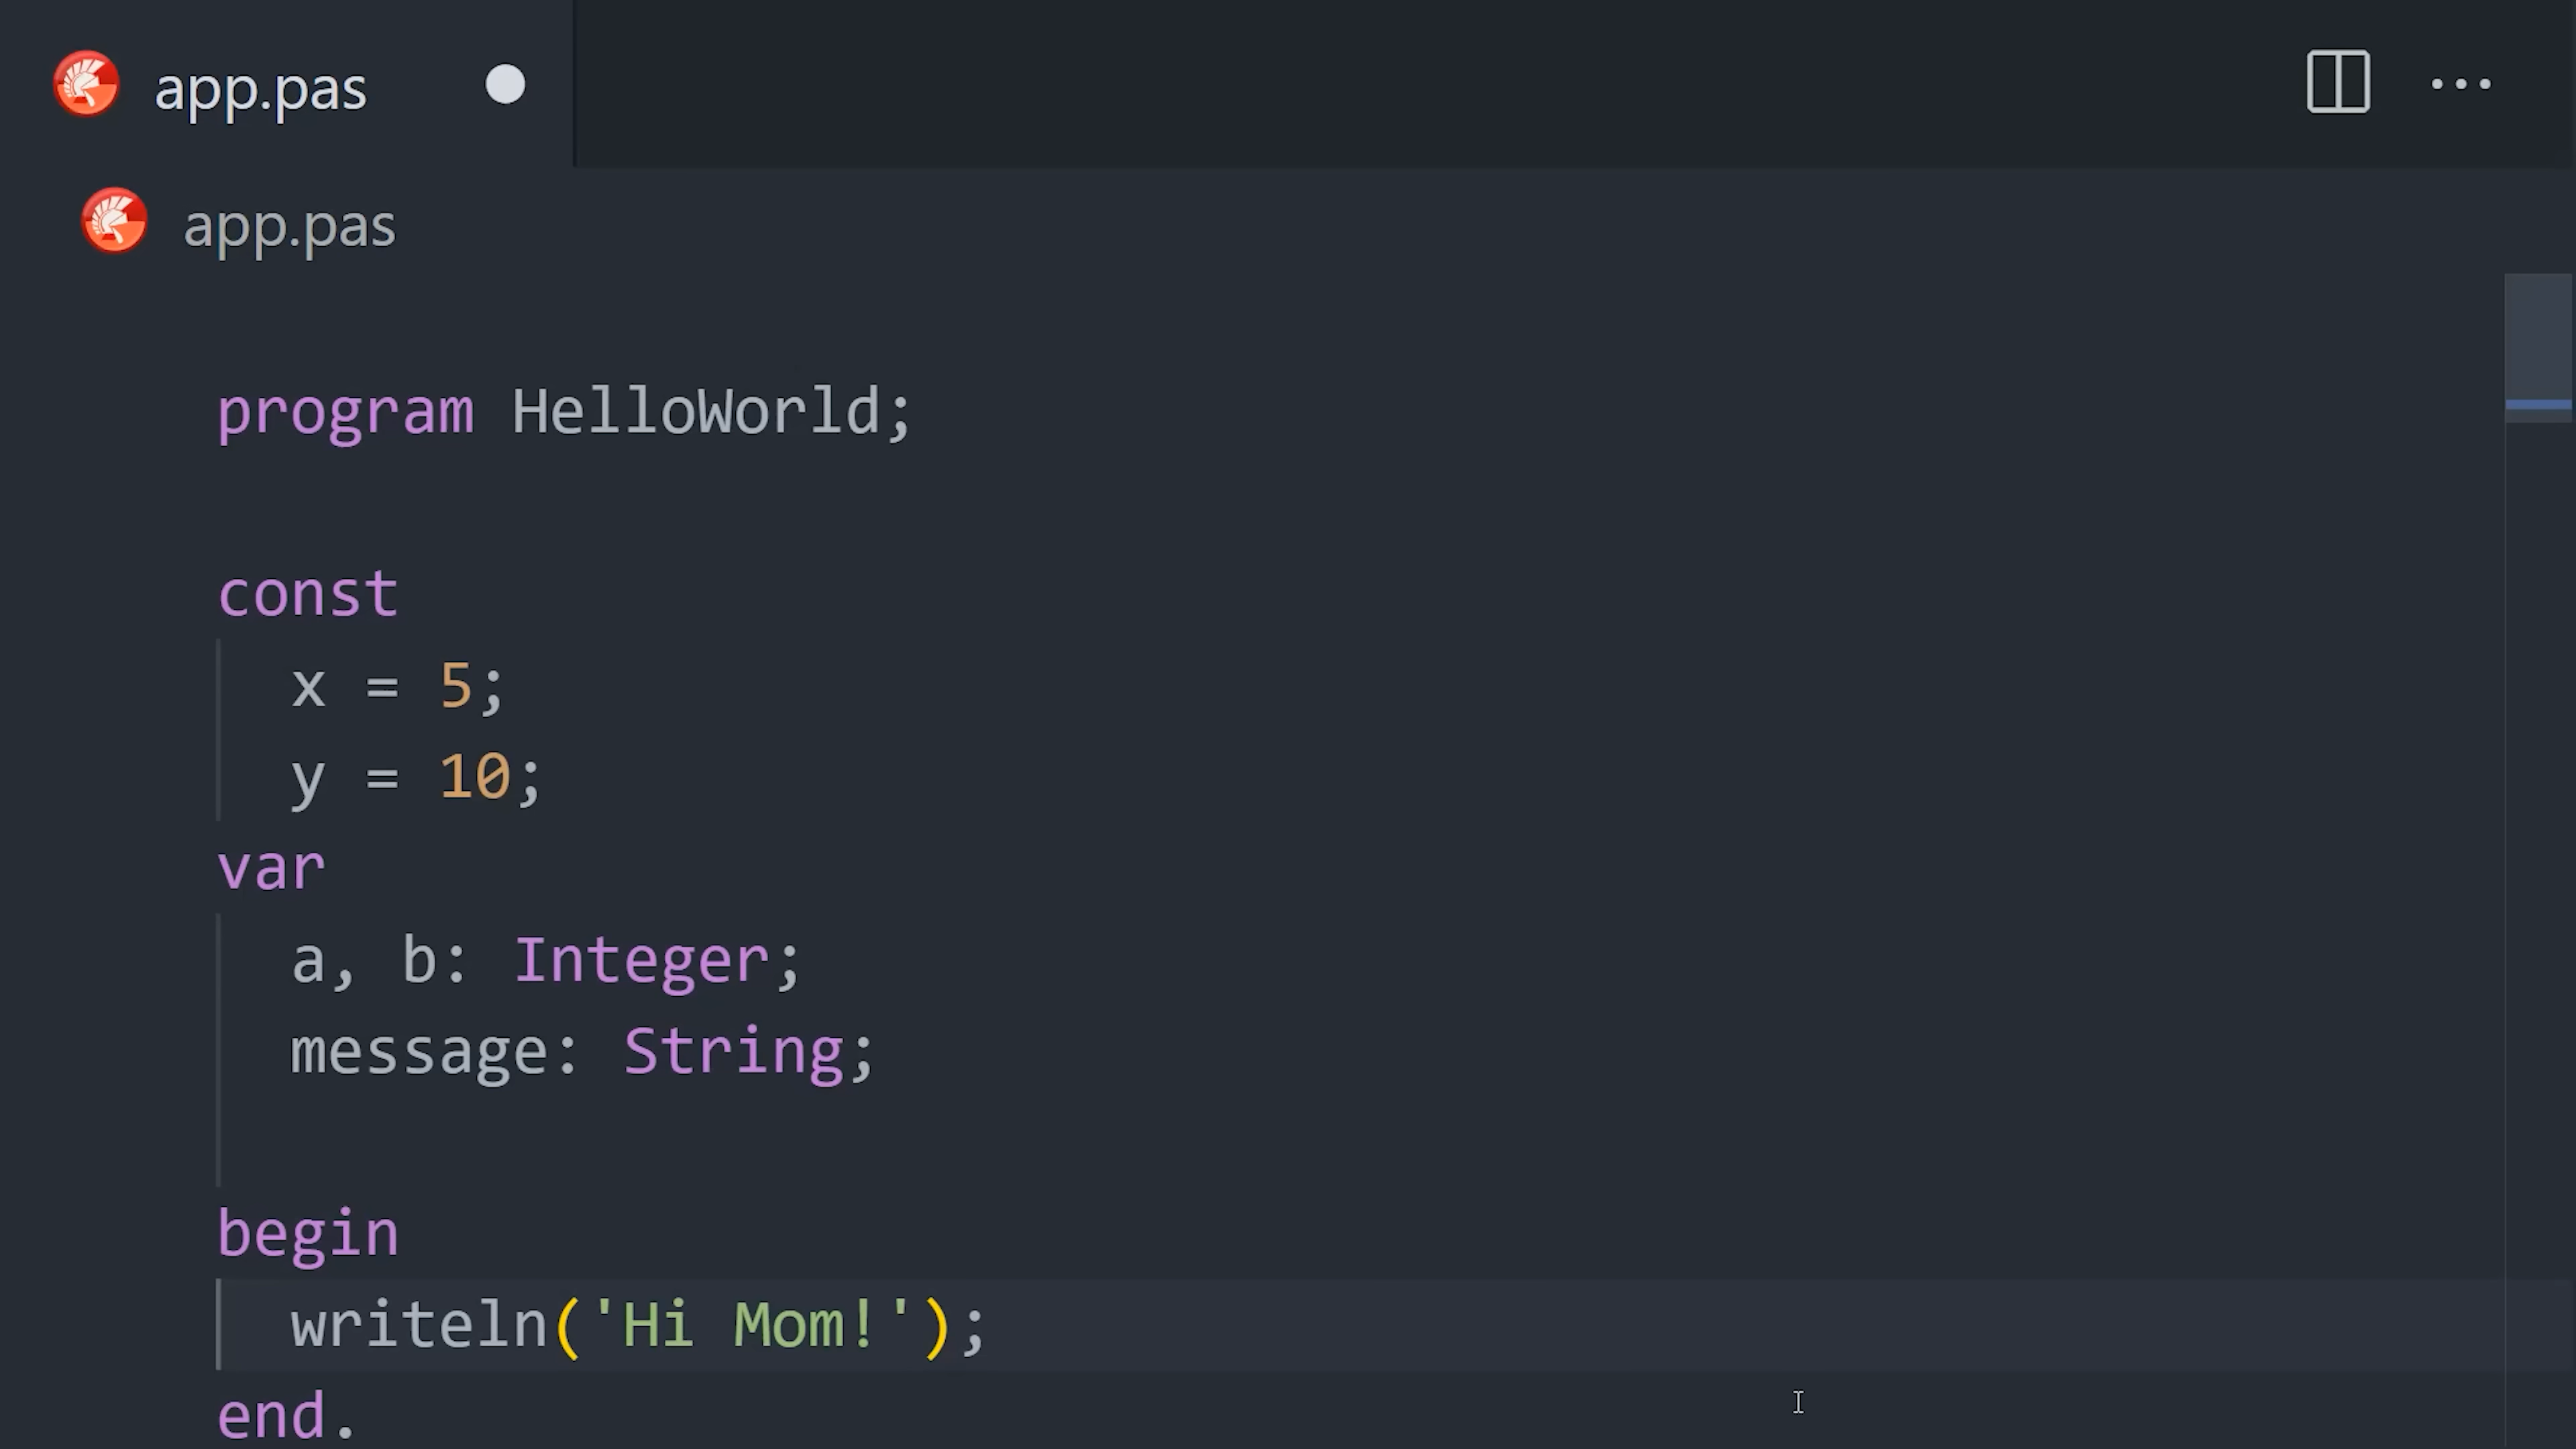 app.pas
app.pas
program HelloWorld;
const
x = 5;
y = 10;
var
a, b: Integer;
message: String;
begin
writeln('Hi Mom!');
end.